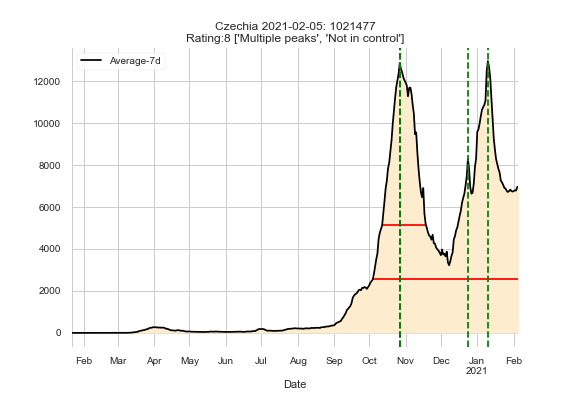 Czechia 2021-02-05: 1021477
Rating:8 ['Multiple peaks', 'Not in control']
Average-7d
12000
10000
8000
6000
4000
2000
0
Feb Mar Apr May Jun Jul Aug Sep Oct Nov Dec Jan Feb
2021
Date